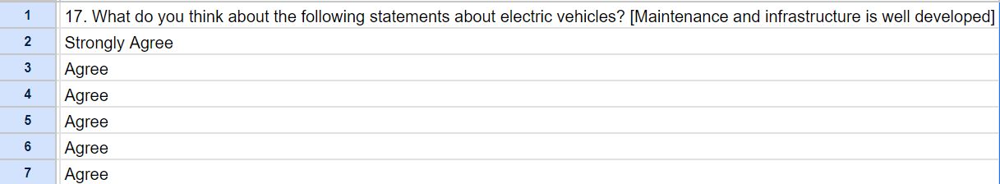 1 17. What do you think about the following statements about electric vehicles? [Maintenance and infrastructure is well developed]
2 Strongly Agree
3 Agree
4 Agree
5 Agree
6 Agree
7 Agree